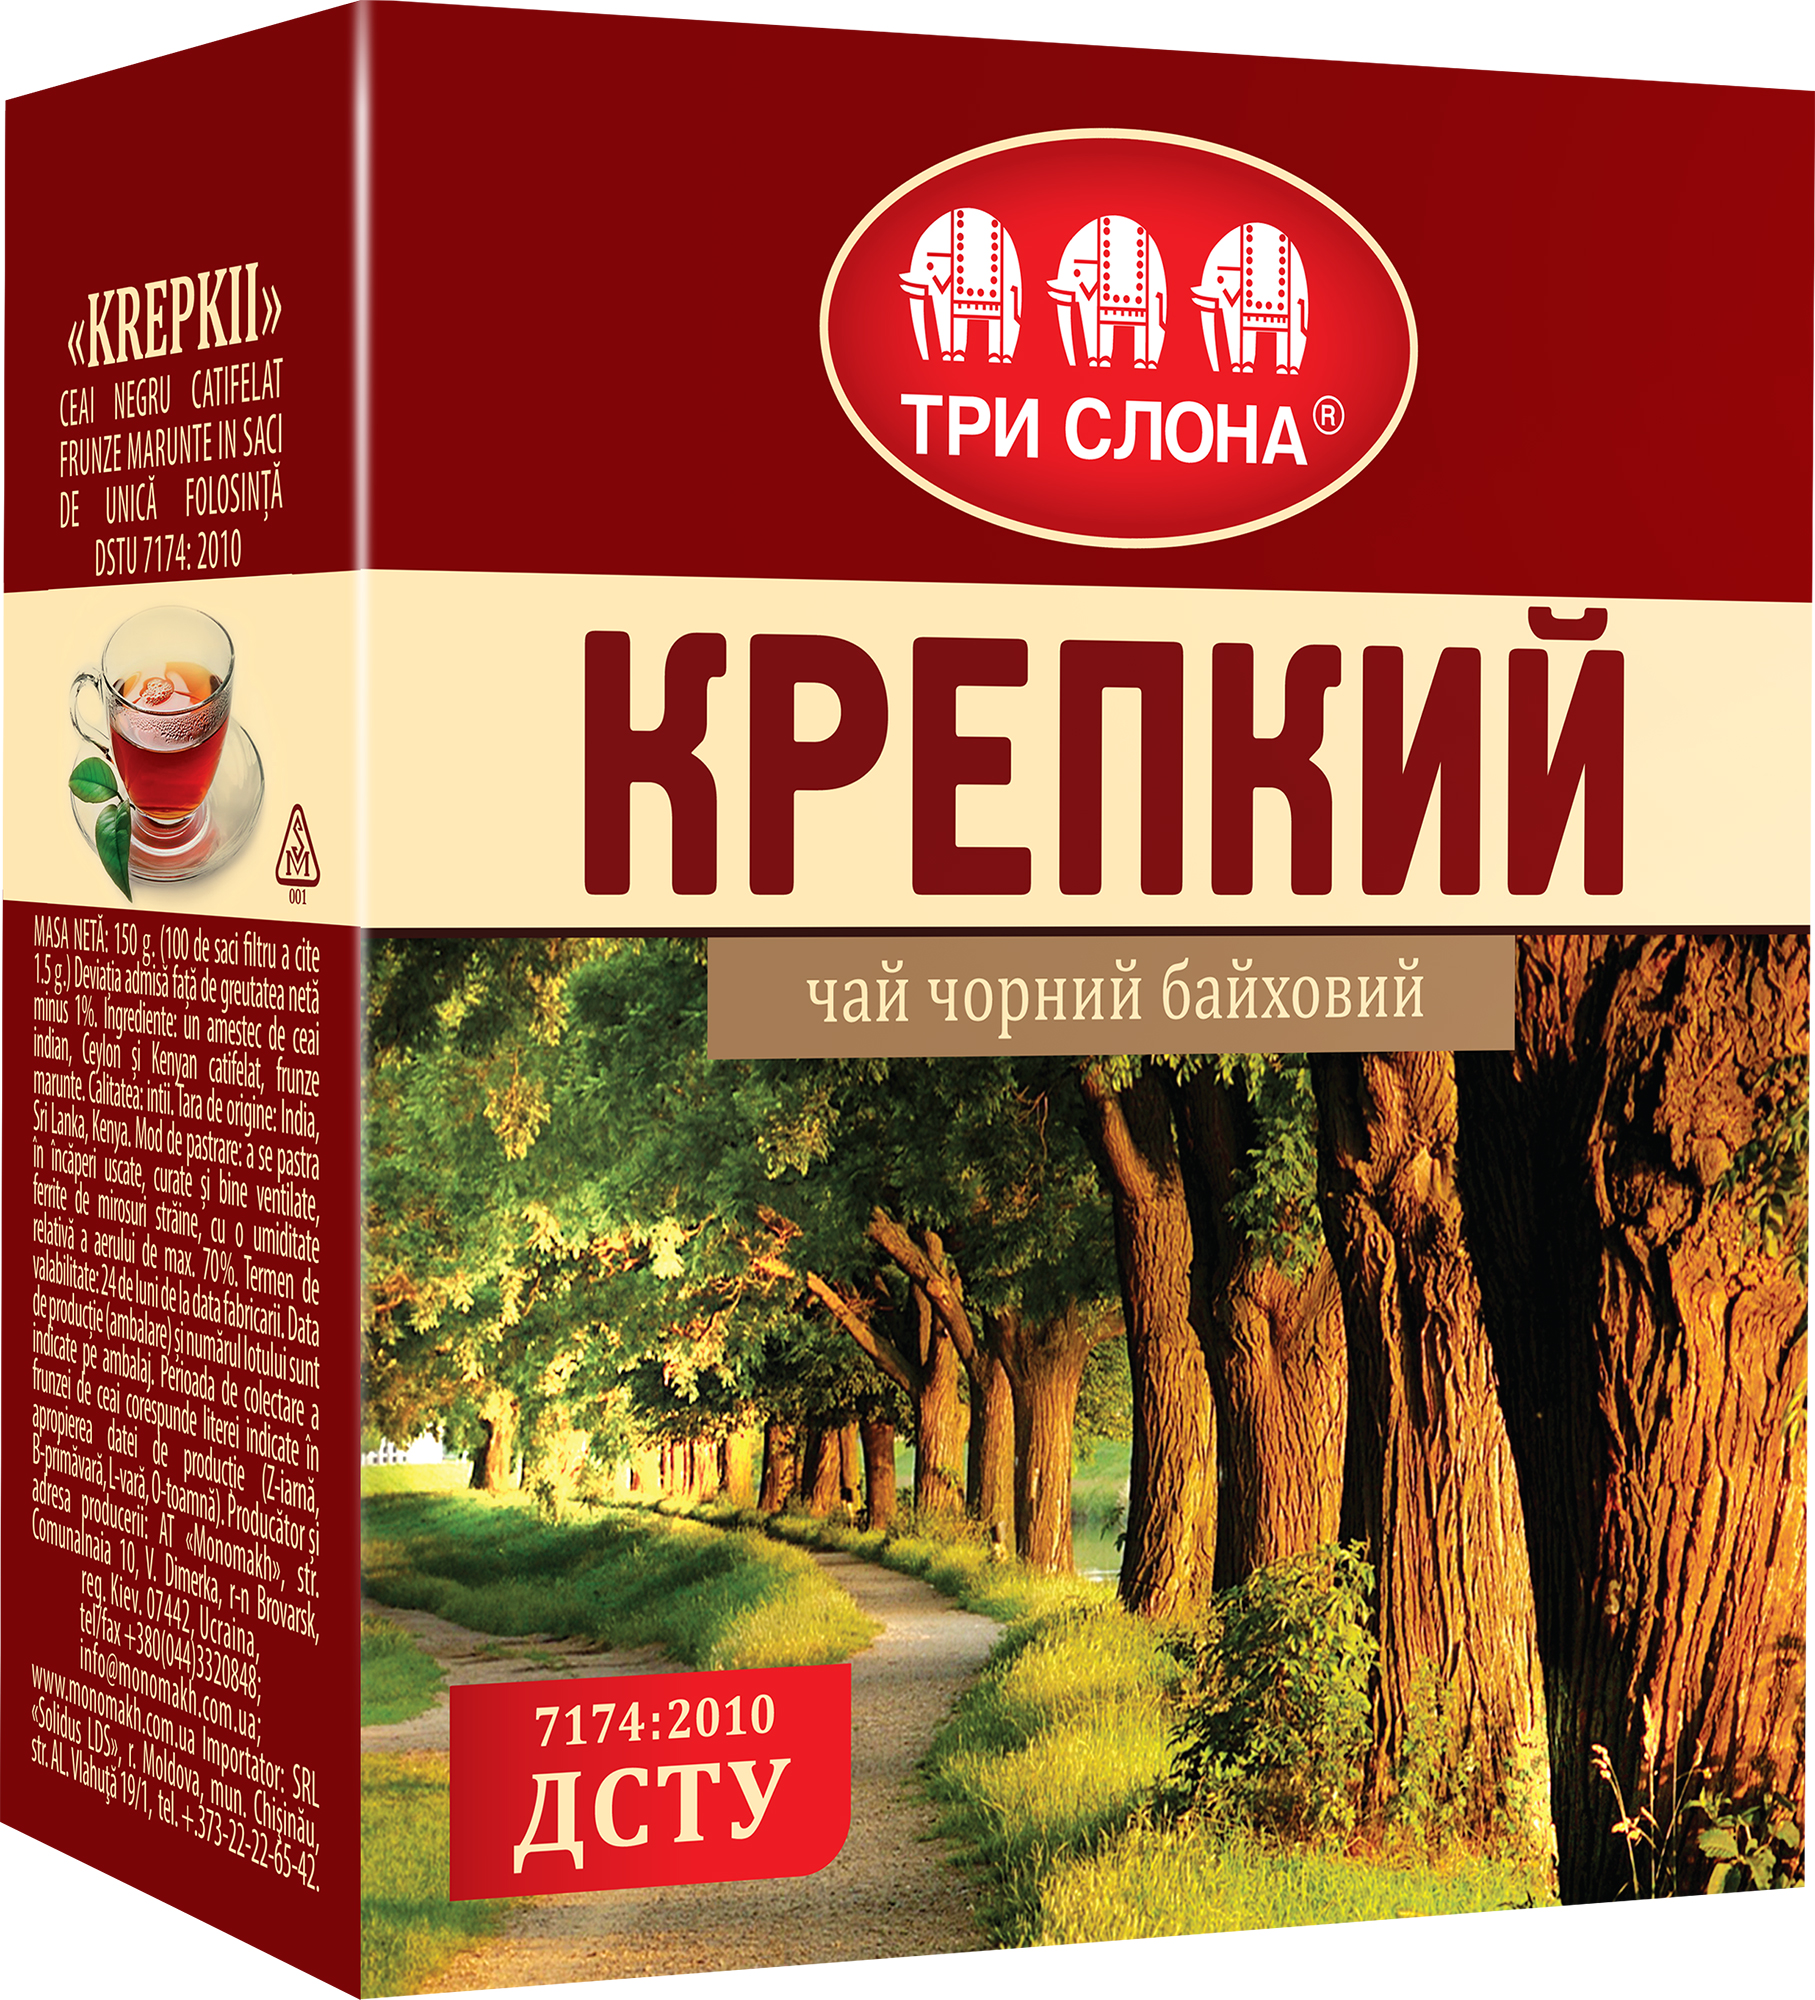 «KREPKII»
CEAI NEGRU CATIFELAT
FRUNZE MARUNTE IN SACI
DE UNICĂ FOLOSINȚĂ
DSTU 7174: 2010
001
MASA NETĂ: 150 g. (100 de saci filtru a cite
1.5 g.) Deviația admisă față de greutatea netă
minus 1%. Ingrediente: un amestec de ceai
indian, Ceylon și Kenyan catifelat, frunze
marunte. Calitatea: intii. Tara de origine: India,
Sri Lanka, Kenya. Mod de pastrare: a se pastra
în încăperi uscate, curate și bine ventilate,
ferite de mirosuri străine, cu o umiditate
relativă a aerului de max. 70%. Termen de
valabilitate: 24 de luni de la data fabricarii. Data
de producție (ambalare) și numărul lotului sunt
indicate pe ambalaj. Perioada de colectare a
frunzei de ceai corespunde literei indicate în
apropierea datei de producție (Z-iarnă,
B-primăvară, L-vară, O-toamnă). Producător și
adresa producerii: AT «Monomakh», str.
Comunalnaia 10, V. Dimerka, r-n Brovarsk,
reg. Kiev. 07442, Ucraina,
tel/fax +380(044)3320848;
info@monomakh.com.ua;
www.monomakh.com.ua Importator: SRL
«Solidus LDS», r. Moldova, mun. Chișinău,
str. AL. Vlahuță 19/1, tel. +.373-22-22-65-42.
ТРИ СЛОНА®
КРЕПКИЙ
чай чорний байховий
7174:2010
ДСТУ